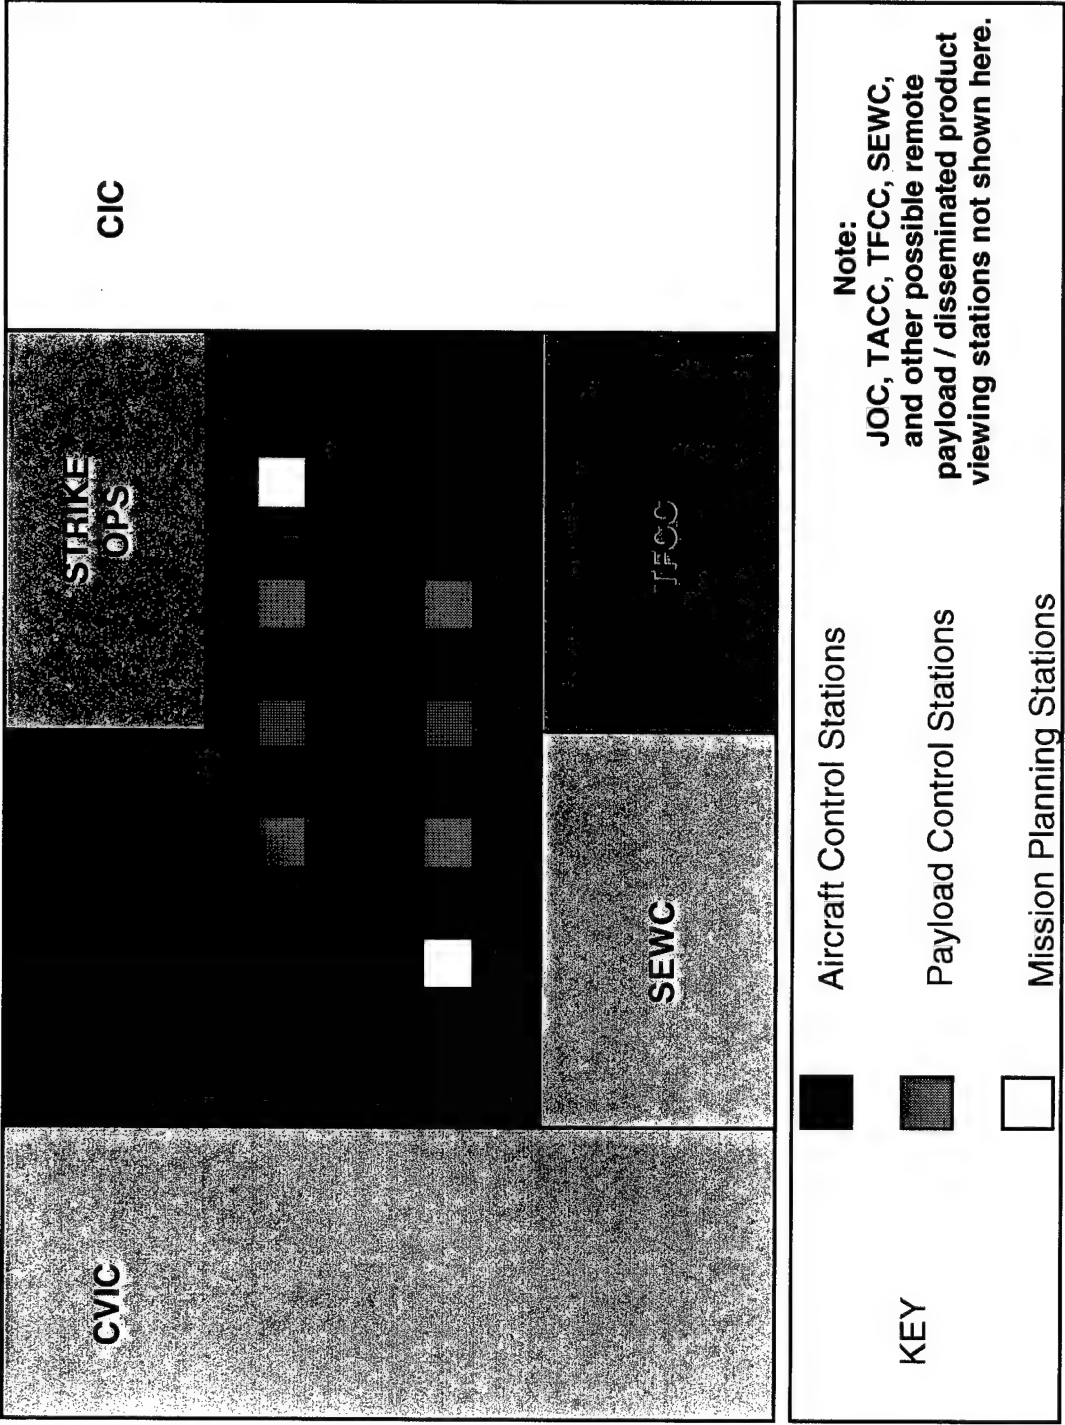 CVIC
STRIKE
OPS
CIC
SEWC
TFCC
KEY
Aircraft Control Stations
Payload Control Stations
Mission Planning Stations
Note:
JOC, TACC, TFCC, SEWC,
and other possible remote
payload / disseminated product
viewing stations not shown here.